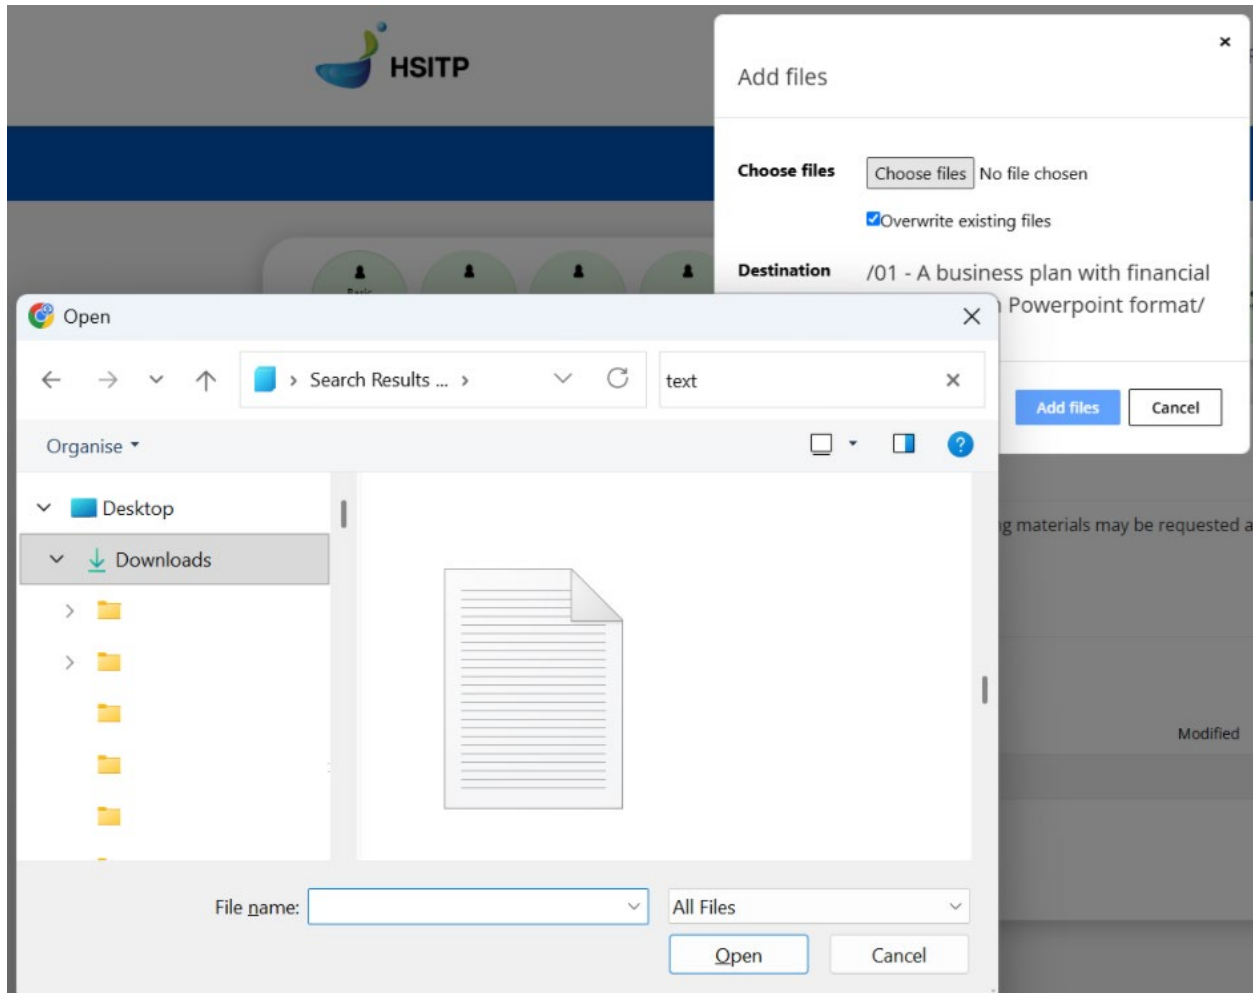 HSITP
×
Add files
Choose files
Choose files No file chosen
Overwrite existing files
Destination
/01 - A business plan with financial
Powerpoint format/
Add files
Cancel
Basic
Open
Search Results ...
text
Organise
Desktop
Downloads
g materials may be requested a
Modified
File name:
All Files
Open
Cancel